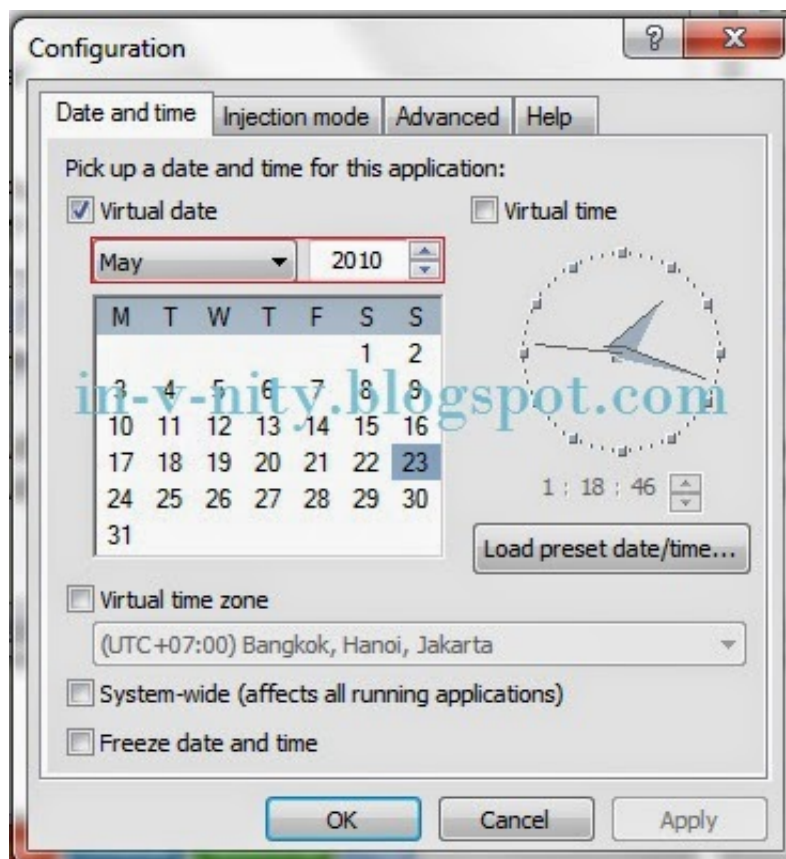 Configuration
Date and time Injection mode Advanced Help
Pick up a date and time for this application:
Virtual date
Virtual time
May 2010
M T W T F S S
1 2
3 4 5 6 7 8 9
10 11 12 13 14 15 16
17 18 19 20 21 22 23
24 25 26 27 28 29 30
31
in-v-nity.blogspot.com
1 : 18 : 46
Load preset date/time...
Virtual time zone
(UTC+07:00) Bangkok, Hanoi, Jakarta
System-wide (affects all running applications)
Freeze date and time
OK Cancel Apply